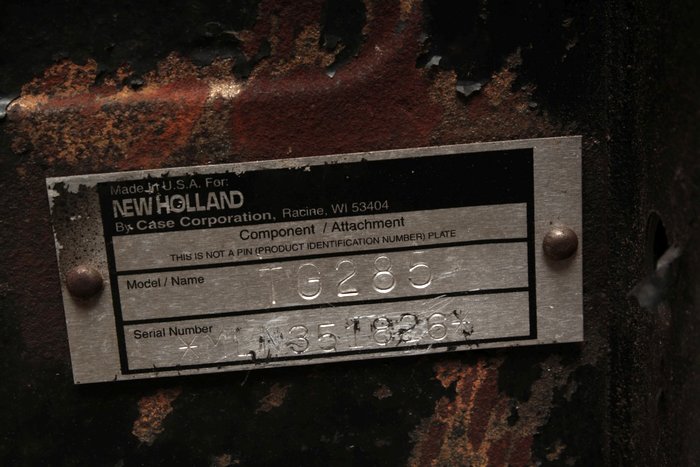 Made in U.S.A. For:
NEW HOLLAND
By Case Corporation, Racine, WI 53404
Component / Attachment
THIS IS NOT A PIN (PRODUCT IDENTIFICATION NUMBER) PLATE
Model / Name TG285
Serial Number